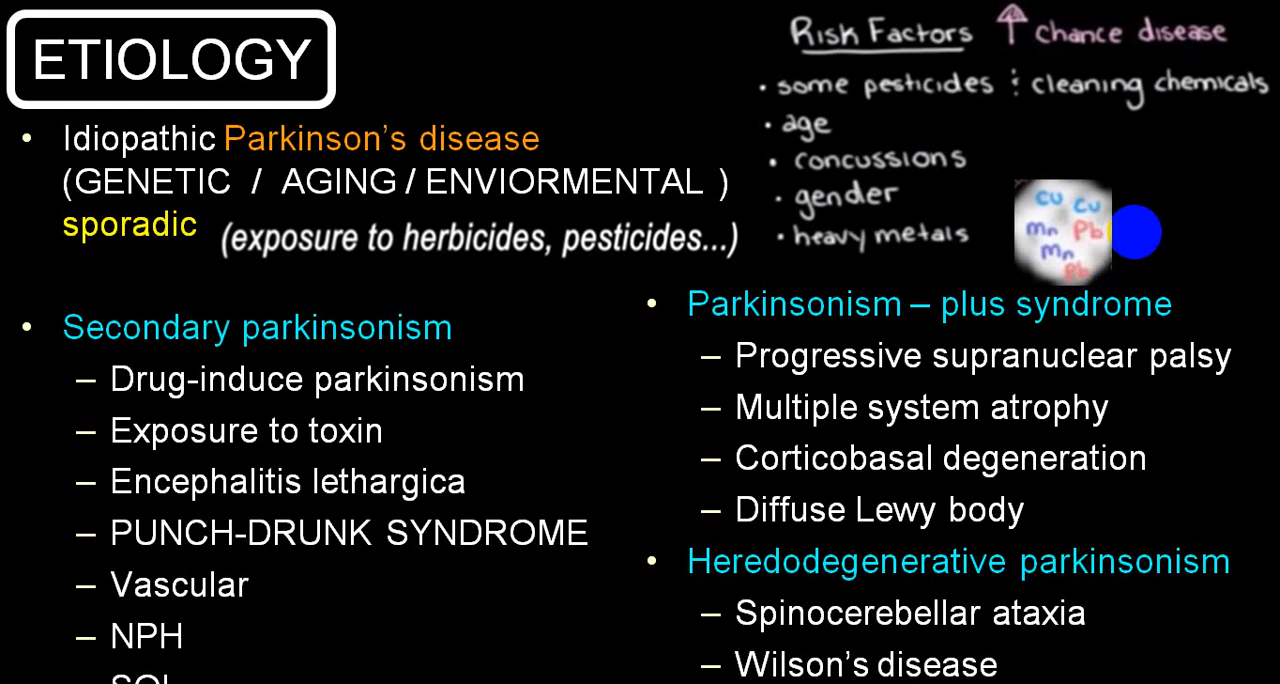 ETIOLOGY
• Idiopathic Parkinson's disease
(GENETIC / AGING / ENVIORMENTAL )
sporadic
(exposure to herbicides, pesticides...)
Risk Factors ↑ chance disease
• some pesticides & cleaning chemicals
• age
• concussions
• gender
• heavy metals
Cu Cu
Mn Pb
Mn
Pb
• Secondary parkinsonism
– Drug-induce parkinsonism
– Exposure to toxin
– Encephalitis lethargica
– PUNCH-DRUNK SYNDROME
– Vascular
– NPH
• Parkinsonism – plus syndrome
– Progressive supranuclear palsy
– Multiple system atrophy
– Corticobasal degeneration
– Diffuse Lewy body
• Heredodegenerative parkinsonism
– Spinocerebellar ataxia
– Wilson's disease